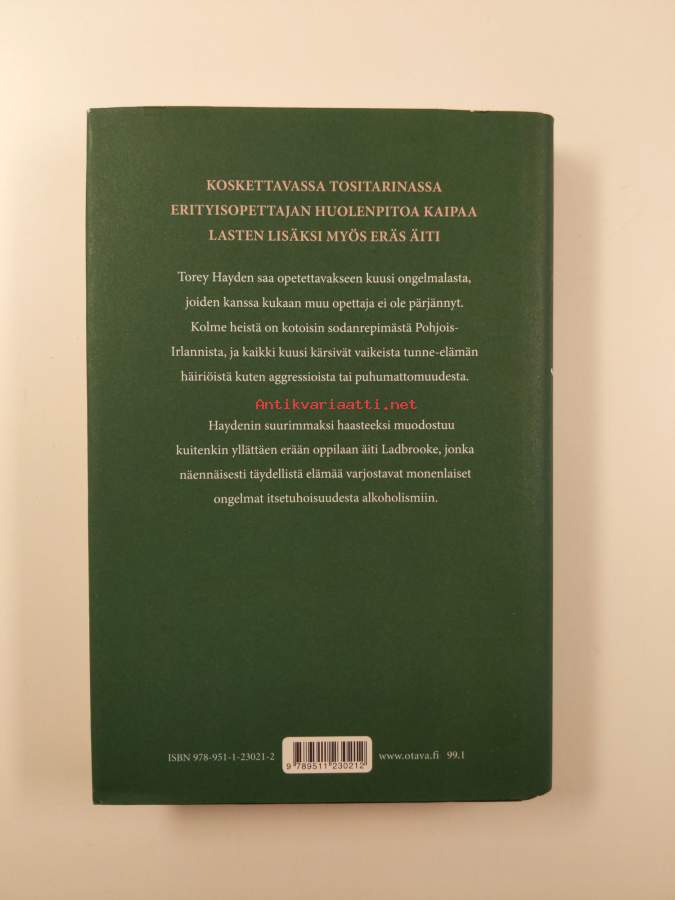 KOSKETTAVASSA TOSITARINASSA
ERITYISOPETTAJAN HUOLENPITOA KAIPAA
LASTEN LISÄKSI MYÖS ERÄS ÄITI
Torey Hayden saa opetettavakseen kuusi ongelmalasta,
joiden kanssa kukaan muu opettaja ei ole pärjännyt.
Kolme heistä on kotoisin sodanrepimästä Pohjois-
Irlannista, ja kaikki kuusi kärsivät vaikeista tunne-elämän
häiriöistä kuten aggressioista tai puhumattomuudesta.
Antikvariaatti.net
Haydenin suurimmaksi haasteeksi muodostuu
kuitenkin yllättäen erään oppilaan äiti Ladbrooke, jonka
näennäisesti täydellistä elämää varjostavat monenlaiset
ongelmat itsetuhoisuudesta alkoholismiin.
ISBN 978-951-1-23021-2
9 789511 230212
www.otava.fi 99.1